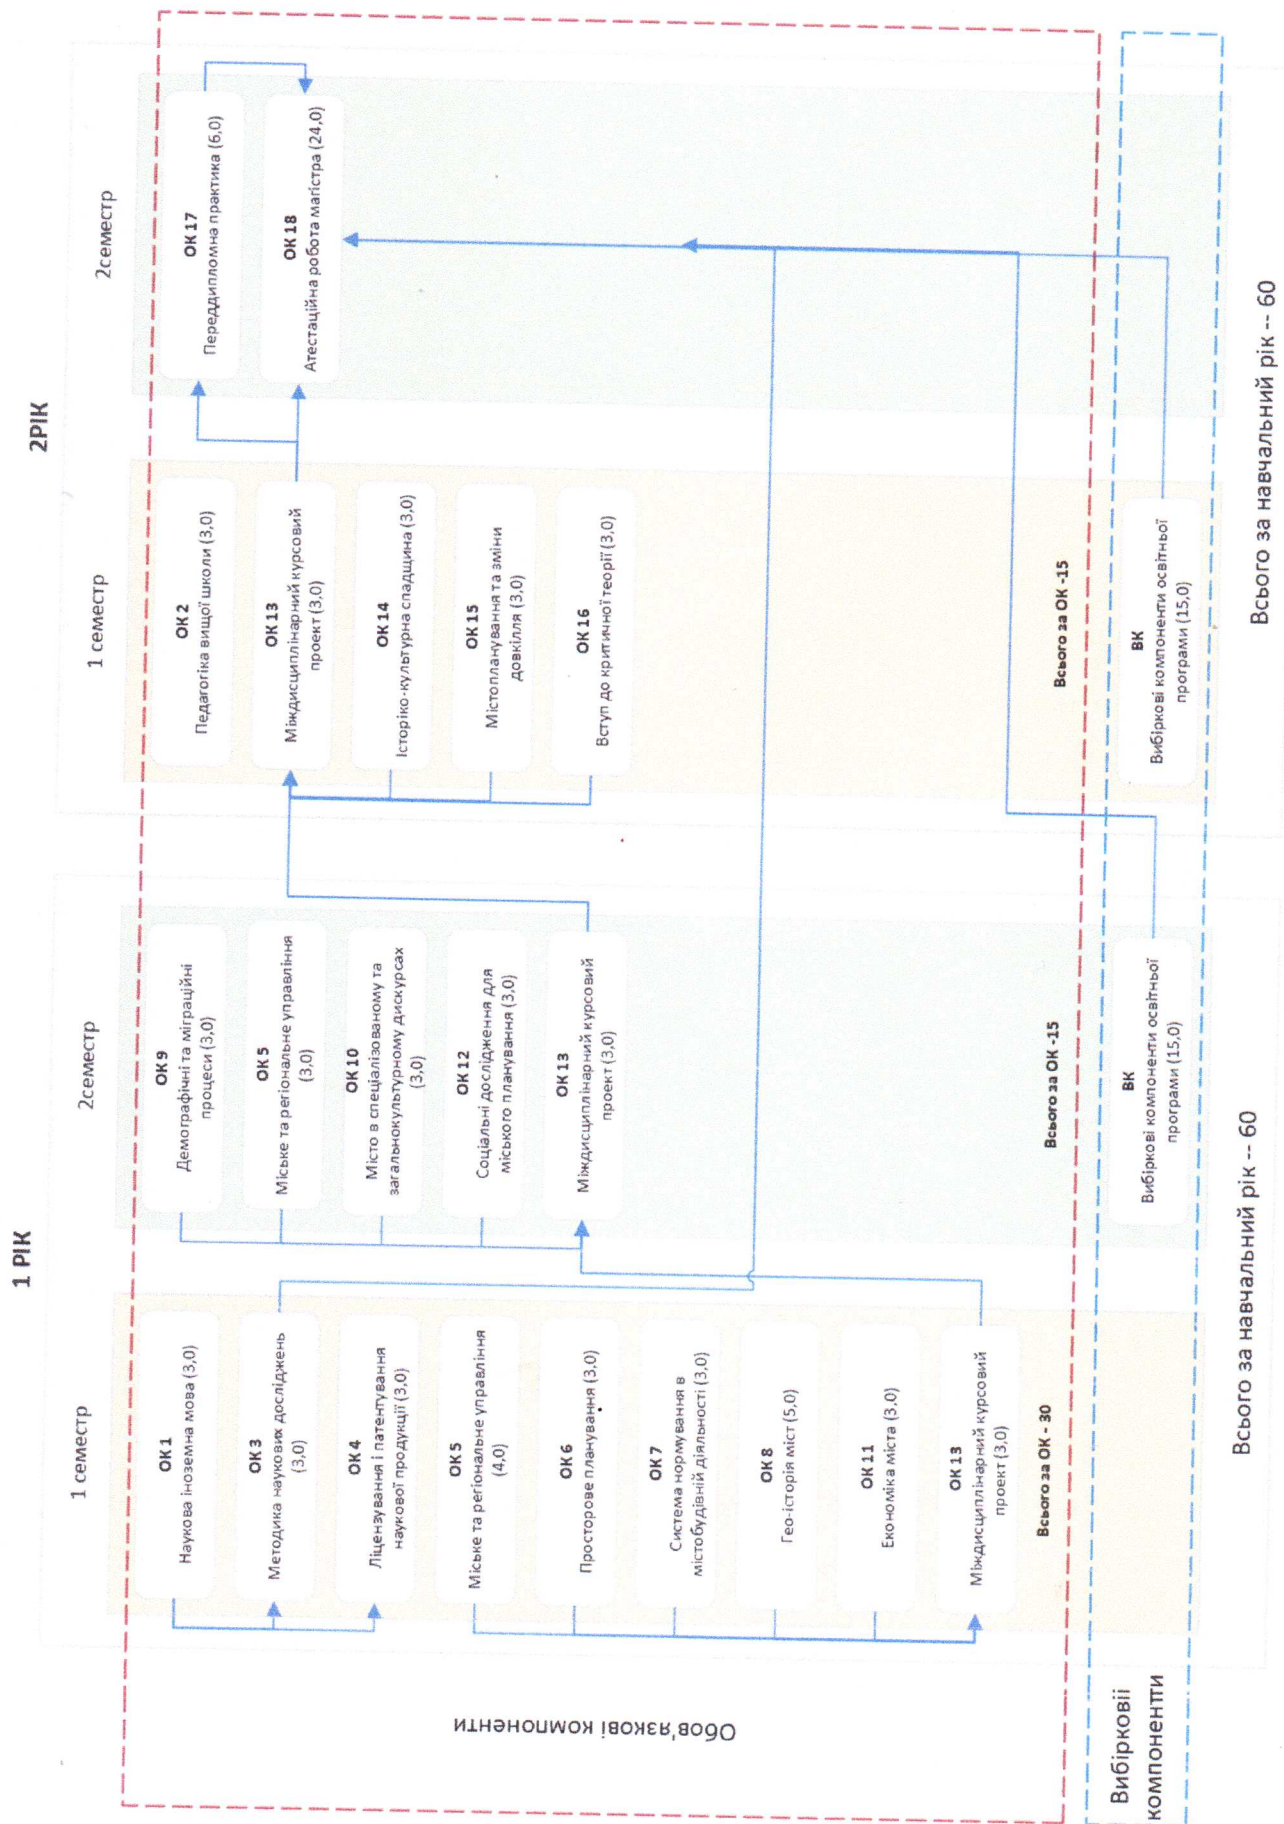 1 РІК
2РІК
1 семестр
2семестр
1 семестр
2семестр
Обов'язкові компоненти
ОК 1
Наукова іноземна мова (3,0)
ОК 3
Методика наукових досліджень
(3,0)
ОК 4
Ліцензування і патентування
наукової продукції (3,0)
ОК 5
Міське та регіональне управління
(4,0)
ОК 6
Просторове планування (3,0)
ОК 7
Система нормування в
містобудівній діяльності (3,0)
ОК 8
Гео-історія міст (5,0)
ОК 11
Економіка міста (3,0)
ОК 13
Міждисциплінарний курсовий
проект (3,0)
Всього за ОК - 30
ОК 9
Демографічні та міграційні
процеси (3,0)
ОК 5
Міське та регіональне управління
(3,0)
ОК 10
Місто в спеціалізованому та
загальнокультурному дискурсах
(3,0)
ОК 12
Соціальні дослідження для
міського планування (3,0)
ОК 13
Міждисциплінарний курсовий
проект (3,0)
Всього за ОК -15
ОК 2
Педагогіка вищої школи (3,0)
ОК 13
Міждисциплінарний курсовий
проект (3,0)
ОК 14
Історіко-культурна спадщина (3,0)
ОК 15
Містопланування та зміни
довкілля (3,0)
ОК 16
Вступ до критичної теорії (3,0)
Всього за ОК -15
ОК 17
Переддипломна практика (6,0)
ОК 18
Атестаційна робота магістра (24,0)
Вибіркові
компоненти
ВК
Вибіркові компоненти освітньої
програми (15,0)
ВК
Вибіркові компоненти освітньої
програми (15,0)
Всього за навчальний рік -- 60
Всього за навчальний рік -- 60